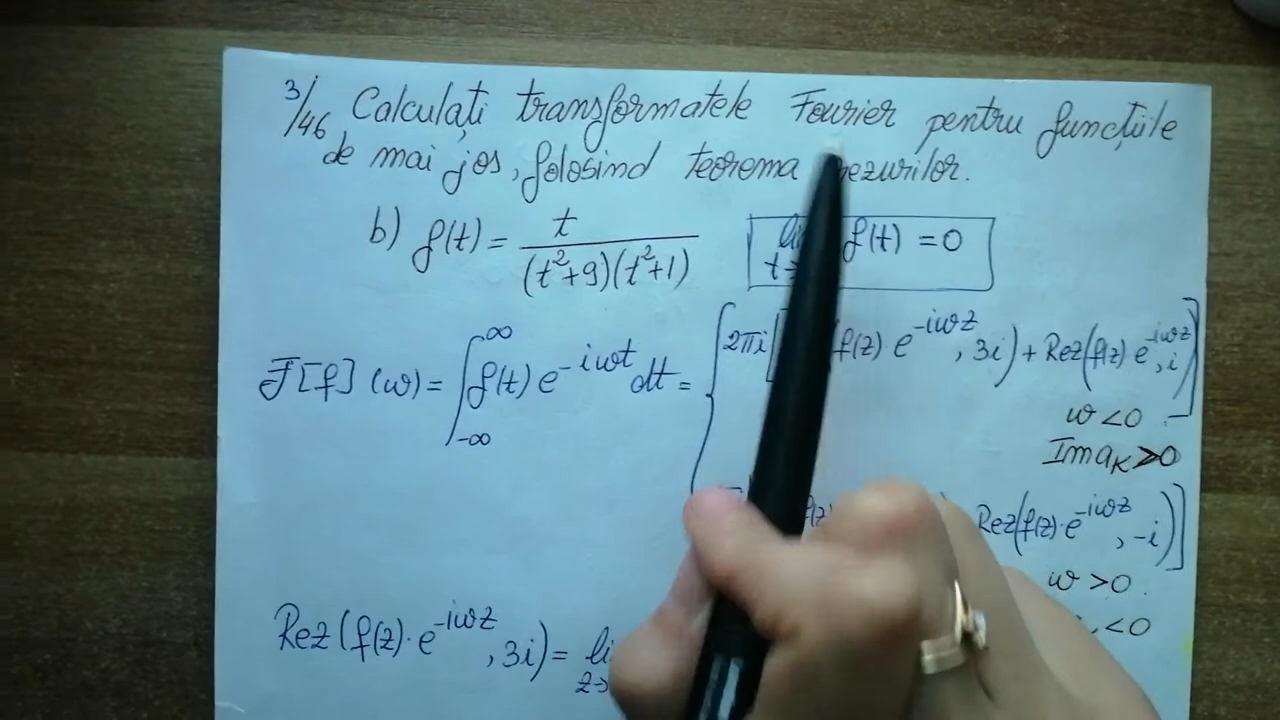 3/46 Calculați transformatele Fourier pentru funcțiile
de mai jos, folosind teorema rezurilor.
b) f(t) = t / (t²+9)(t²+1) f(t) = 0
F[f](ω) = ∫_{-∞}^{∞} f(t) e^{-iωt} dt = { 2πi [ f(z) e^{-iωz}, 3i) + Rez(f(z) e^{-iωz}, i)]
ω < 0
Im a_K > 0
f(z) Rez(f(z)·e^{-iωz}, -i)]
ω > 0
< 0
Rez(f(z)·e^{-iωz}, 3i) =